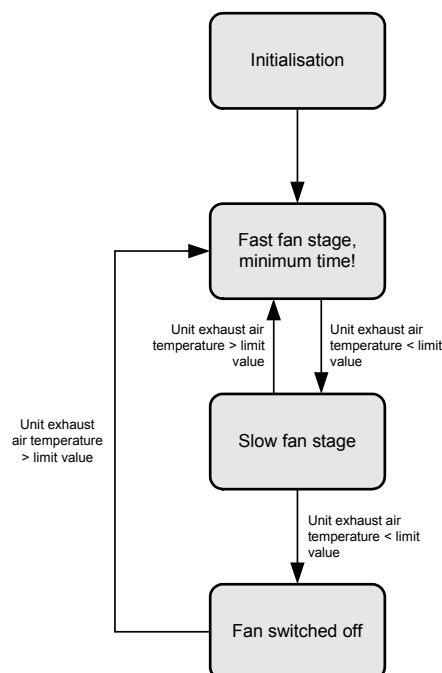 Initialisation
Fast fan stage,
minimum time!
Unit exhaust air
temperature > limit
value
Unit exhaust air
temperature < limit
value
Unit exhaust
air temperature
> limit value
Slow fan stage
Unit exhaust air
temperature < limit
value
Fan switched off